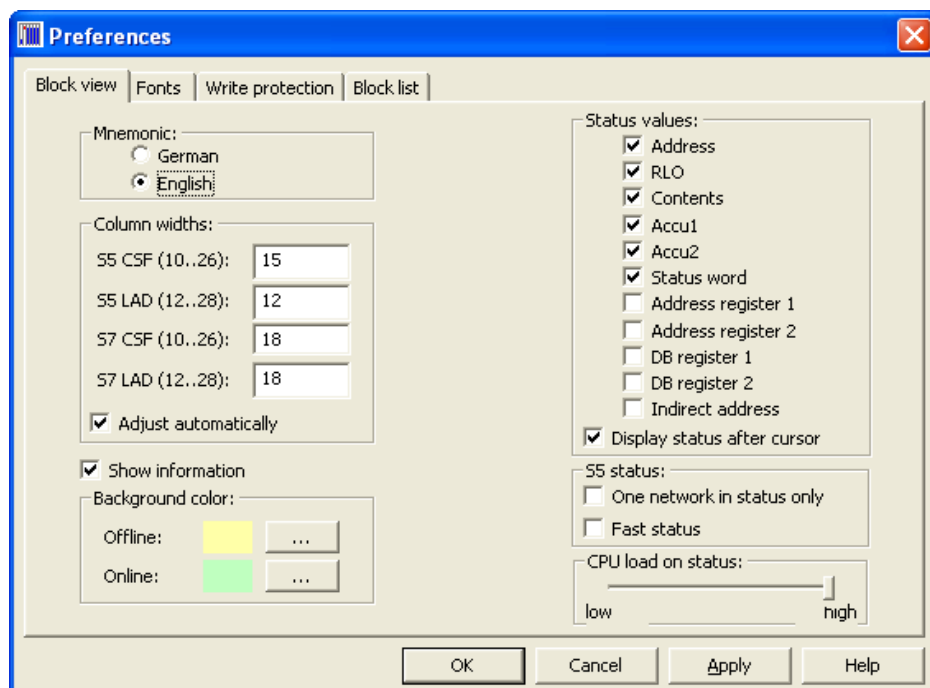 Preferences
Block view
Fonts
Write protection
Block list
Mnemonic:
German
English
Column widths:
S5 CSF (10..26): 15
S5 LAD (12..28): 12
S7 CSF (10..26): 18
S7 LAD (12..28): 18
Adjust automatically
Show information
Background color:
Offline: ...
Online: ...
Status values:
Address
RLO
Contents
Accu1
Accu2
Status word
Address register 1
Address register 2
DB register 1
DB register 2
Indirect address
Display status after cursor
S5 status:
One network in status only
Fast status
CPU load on status:
low high
OK Cancel Apply Help